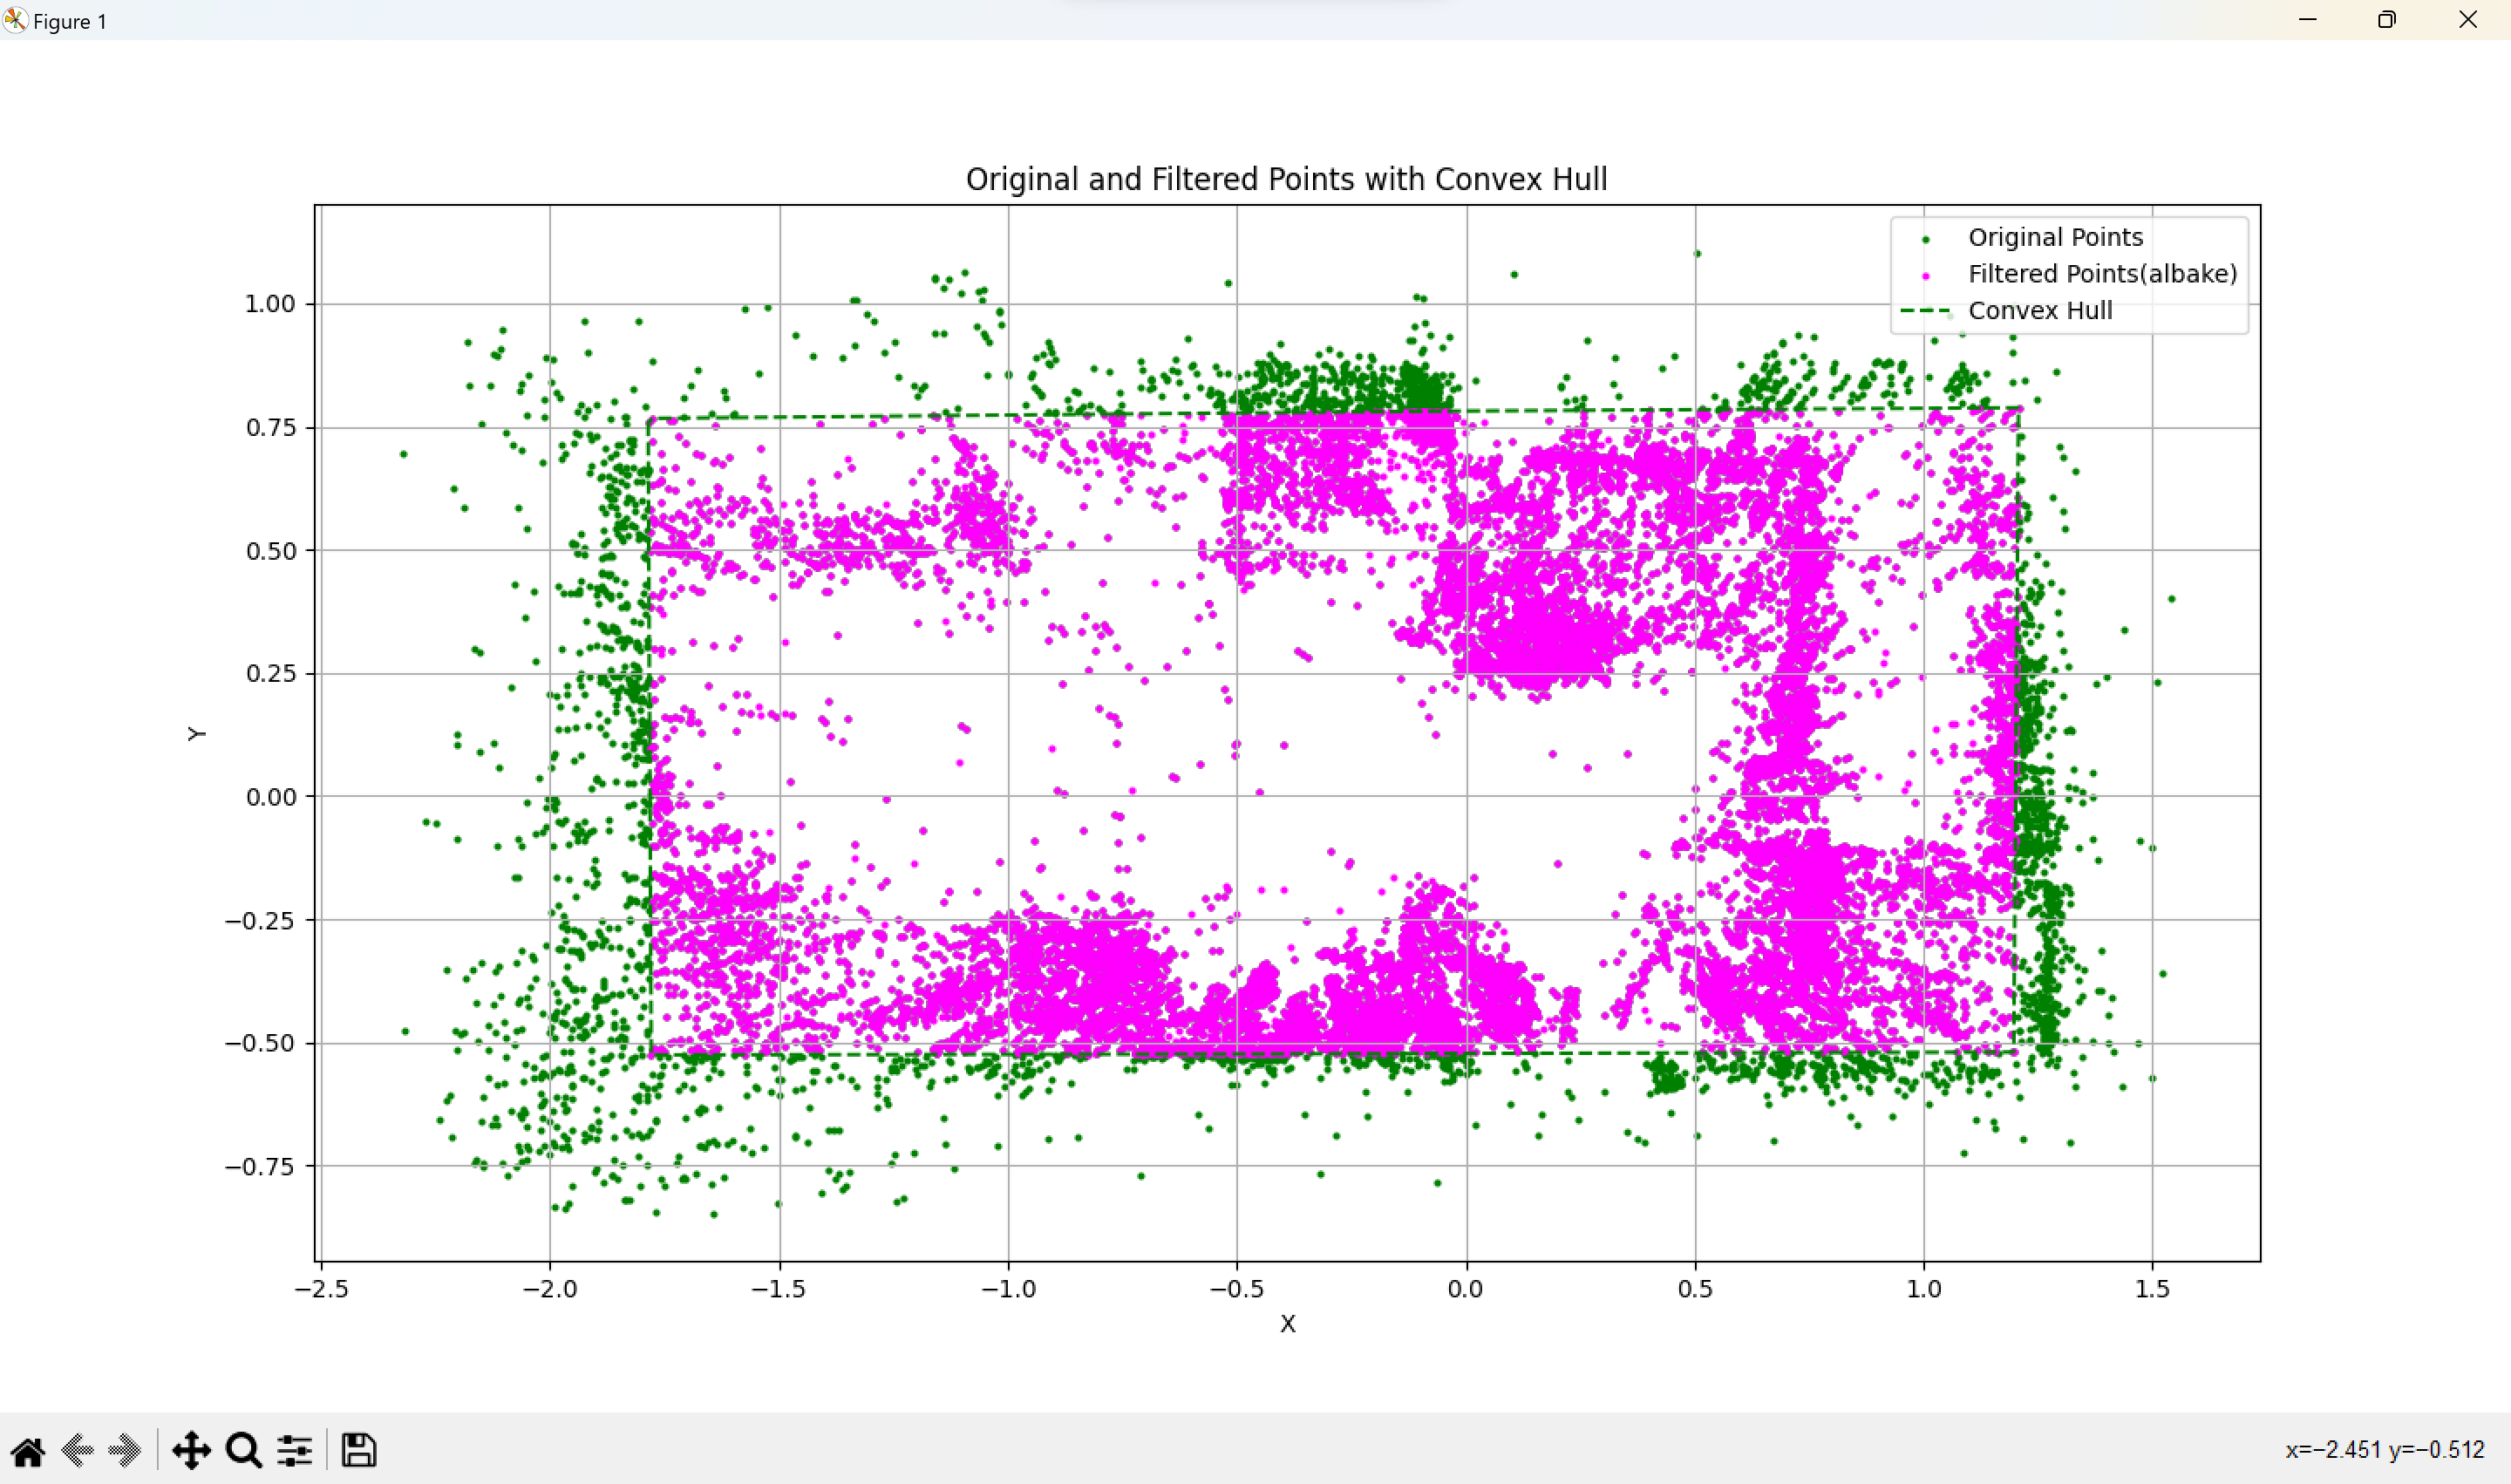 Figure 1
Original and Filtered Points with Convex Hull
Original Points
Filtered Points(albake)
Convex Hull
1.00
0.75
0.50
0.25
0.00
−0.25
−0.50
−0.75
Y
−2.5 −2.0 −1.5 −1.0 −0.5 0.0 0.5 1.0 1.5
X
x=−2.451 y=−0.512